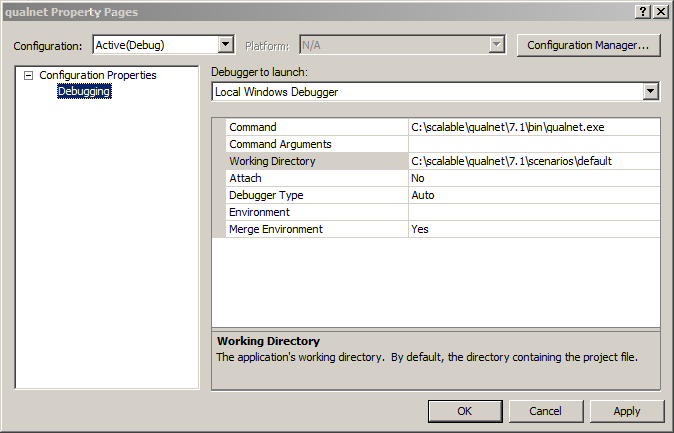 qualnet Property Pages
Configuration: Active(Debug) Platform: N/A Configuration Manager...
Configuration Properties
Debugging
Debugger to launch:
Local Windows Debugger
Command C:\scalable\qualnet\7.1\bin\qualnet.exe
Command Arguments
Working Directory C:\scalable\qualnet\7.1\scenarios\default
Attach No
Debugger Type Auto
Environment
Merge Environment Yes
Working Directory
The application's working directory. By default, the directory containing the project file.
OK Cancel Apply